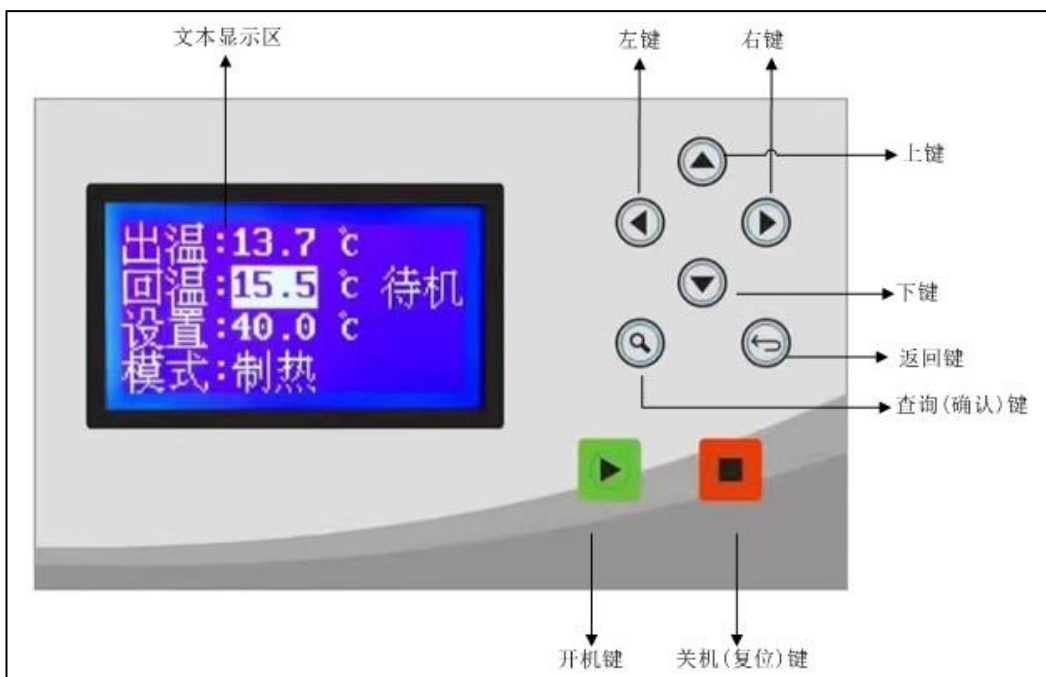 文本显示区
左键
右键
上键
出温:13.7 ℃
回温:15.5 ℃ 待机
设置:40.0 ℃
模式:制热
下键
返回键
查询(确认)键
开机键
关机(复位)键